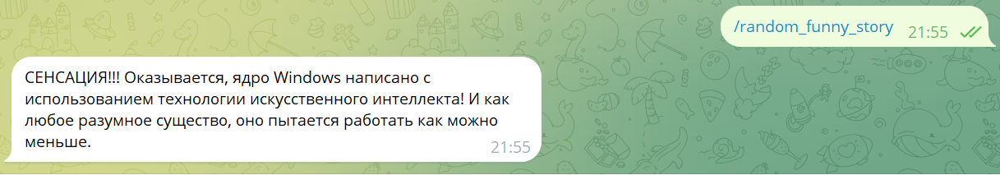 /random_funny_story 21:55
СЕНСАЦИЯ!!! Оказывается, ядро Windows написано с
использованием технологии искусственного интеллекта! И как
любое разумное существо, оно пытается работать как можно
меньше.
21:55